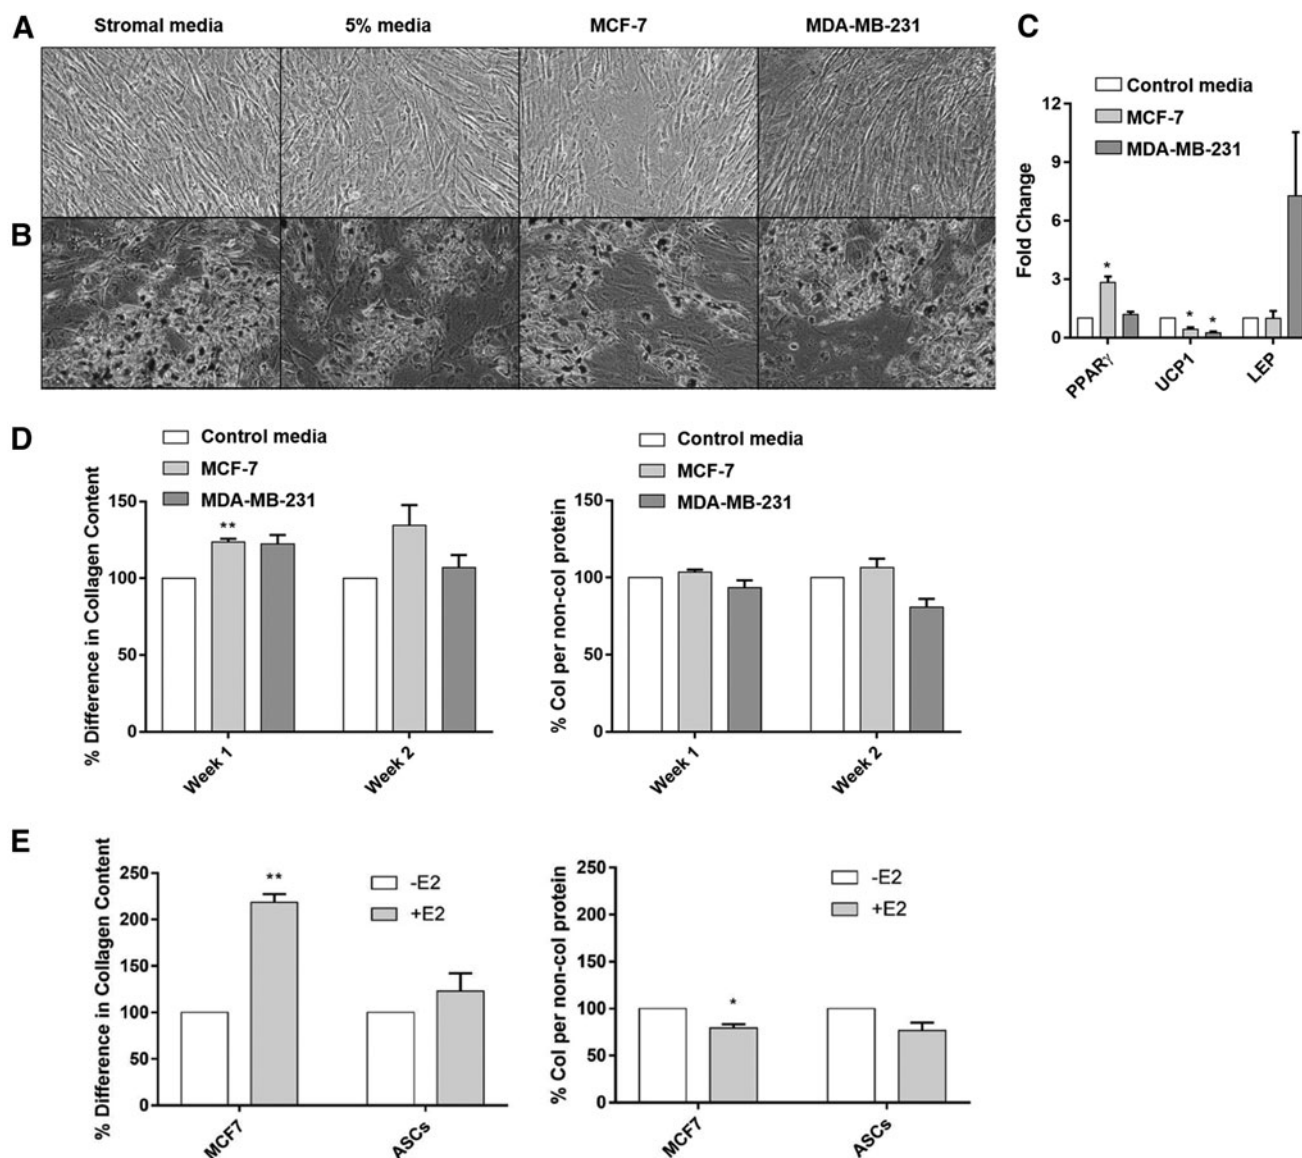 A
Stromal media
5% media
MCF-7
MDA-MB-231
B
C
Control media
MCF-7
MDA-MB-231
Fold Change
12
9
6
3
0
*
*
*
PPARγ
UCP1
LEP
D
Control media
MCF-7
MDA-MB-231
% Difference in Collagen Content
150
100
50
0
**
Week 1
Week 2
Control media
MCF-7
MDA-MB-231
% Col per non-col protein
150
100
50
0
Week 1
Week 2
E
% Difference in Collagen Content
250
200
150
100
50
0
**
-E2
+E2
MCF7
ASCs
% Col per non-col protein
250
200
150
100
50
0
*
-E2
+E2
MCF7
ASCs